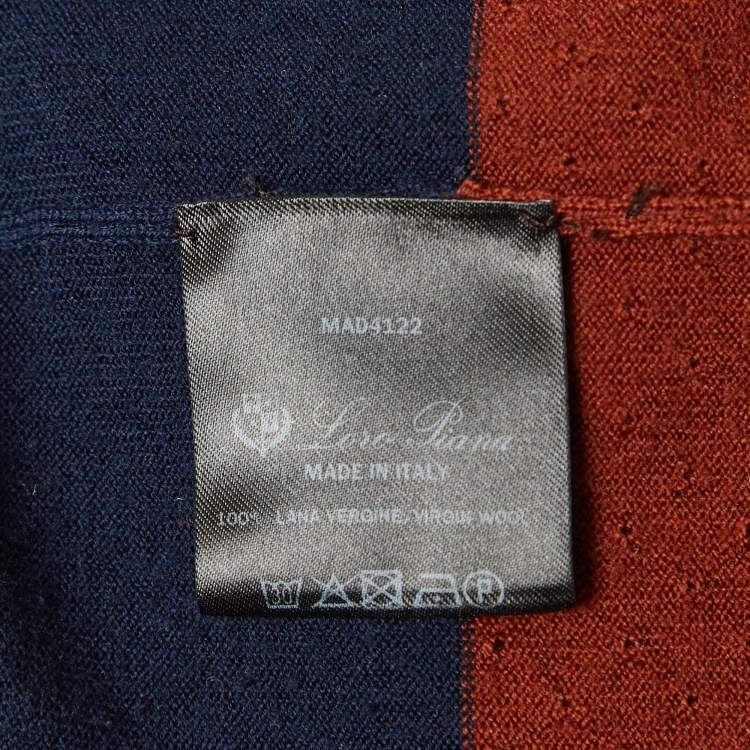 MAD4122
Loro Piana
MADE IN ITALY
100% LANA VERGINE, VIRGIN WOOL
30 P